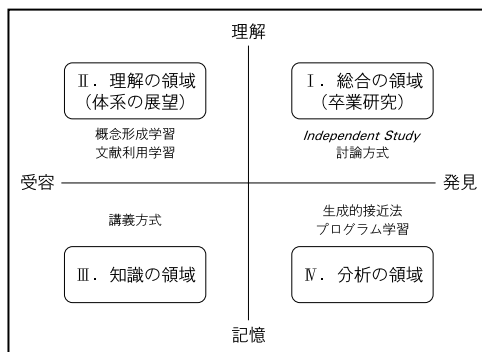 理解
Ⅱ．理解の領域
（体系の展望）
概念形成学習
文献利用学習
Ⅰ．総合の領域
（卒業研究）
Independent Study
討論方式
受容
発見
講義方式
Ⅲ．知識の領域
生成的接近法
プログラム学習
Ⅳ．分析の領域
記憶